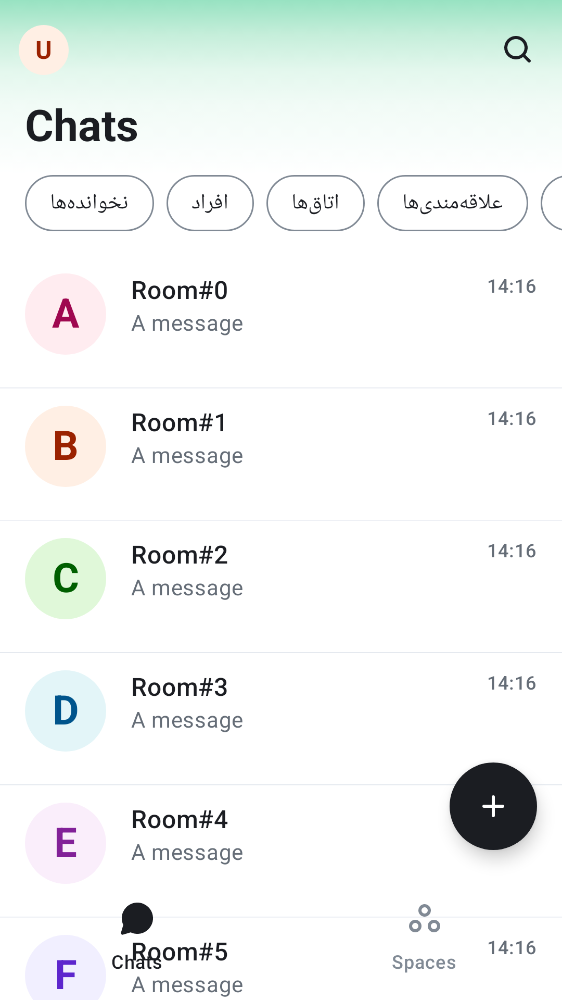 U
Chats
نخوانده‌ها
افراد
اتاق‌ها
علاقه‌مندی‌ها
A
Room#0
14:16
A message
B
Room#1
14:16
A message
C
Room#2
14:16
A message
D
Room#3
14:16
A message
E
Room#4
A message
F
Room#5
14:16
A message
Chats
Spaces